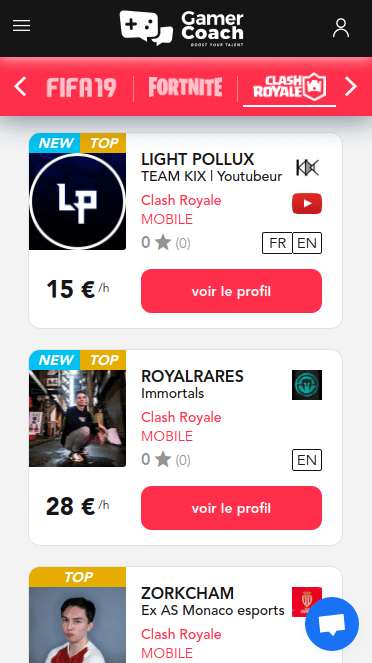 Gamer
Coach
BOOST YOUR TALENT
FIFA19
FORTNITE
CLASH
ROYALE
NEW TOP
LP
LIGHT POLLUX
TEAM KIX | Youtubeur
Clash Royale
MOBILE
0 ★ (0)
FR EN
15 € /h
voir le profil
NEW TOP
ROYALRARES
Immortals
Clash Royale
MOBILE
0 ★ (0)
EN
28 € /h
voir le profil
TOP
ZORKCHAM
Ex AS Monaco esports
Clash Royale
MOBILE